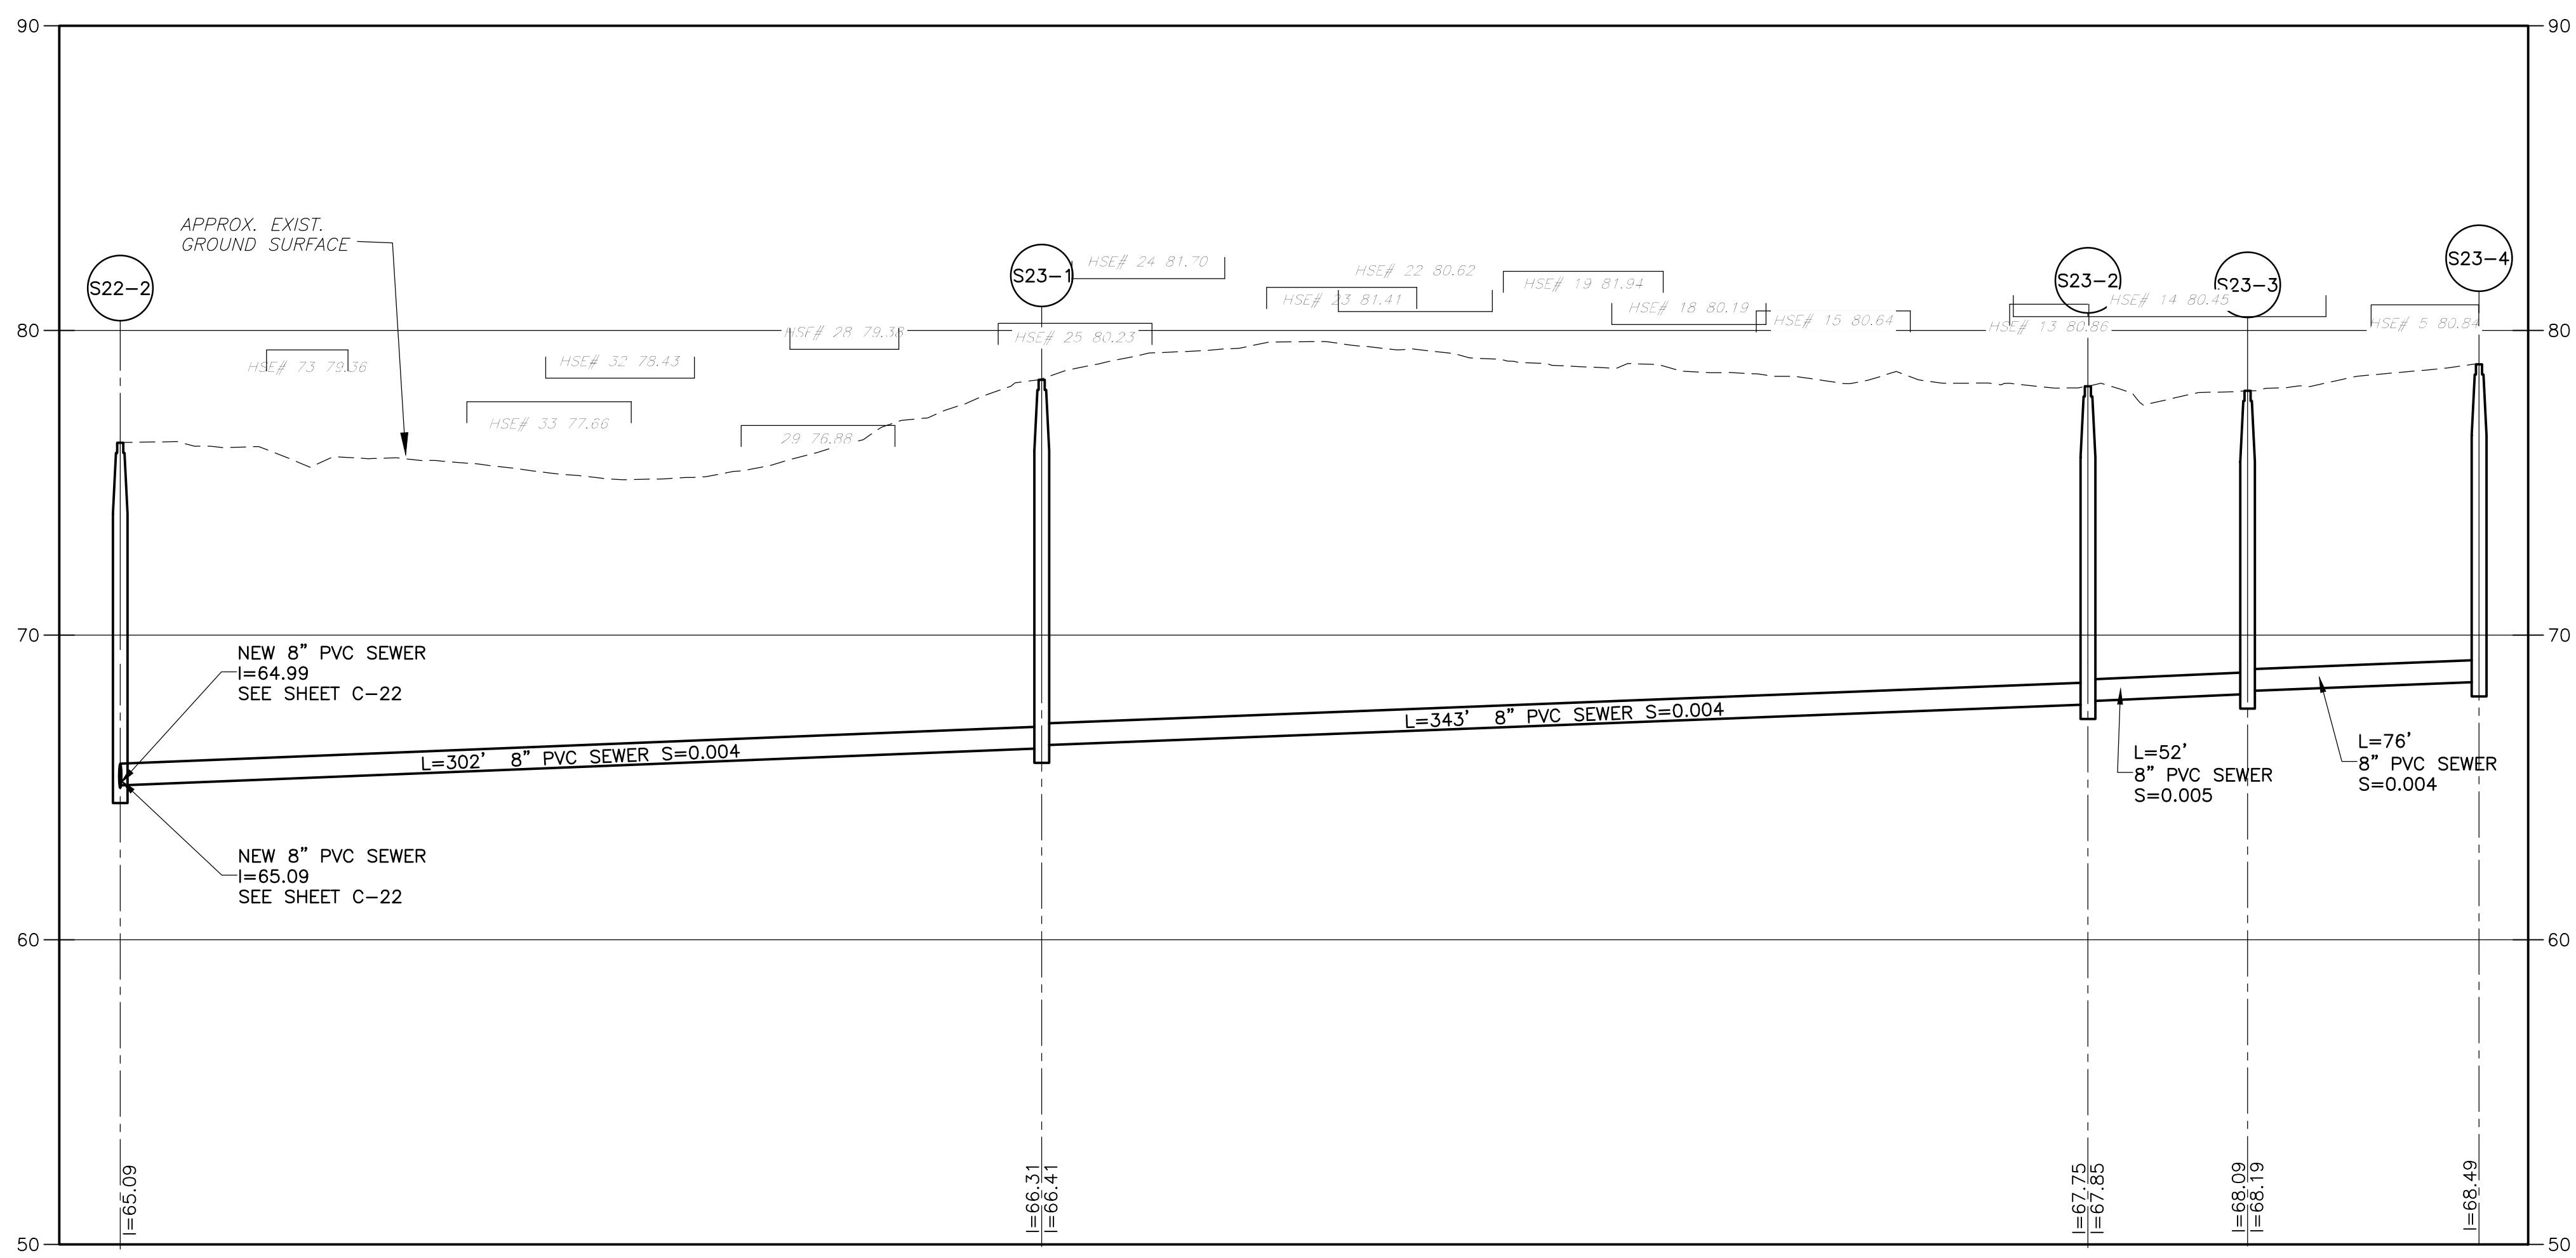 90
90
APPROX. EXIST.
GROUND SURFACE
S22-2
S23-1
S23-2
S23-3
S23-4
HSE# 24 81.70
HSE# 22 80.62
HSE# 19 81.94
HSE# 23 81.41
HSE# 14 80.45
HSE# 18 80.19
HSE# 15 80.64
HSE# 13 80.86
HSE# 5 80.84
80
80
HSE# 28 79.38
HSE# 25 80.23
HSE# 73 79.36
HSE# 32 78.43
HSE# 33 77.66
29 76.88
70
70
NEW 8" PVC SEWER
I=64.99
SEE SHEET C-22
L=302' 8" PVC SEWER S=0.004
L=343' 8" PVC SEWER S=0.004
L=52'
8" PVC SEWER
S=0.005
L=76'
8" PVC SEWER
S=0.004
NEW 8" PVC SEWER
I=65.09
SEE SHEET C-22
60
60
I=65.09
I=66.31
I=66.41
I=67.75
I=67.85
I=68.09
I=68.19
I=68.49
50
50